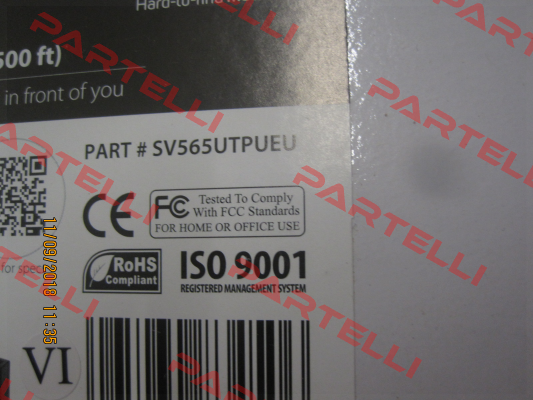 Hard-to-find
500 ft)
in front of you
PART # SV565UTPUEU
CE
FC Tested To Comply
With FCC Standards
FOR HOME OR OFFICE USE
for
RoHS
Compliant
ISO 9001
REGISTERED MANAGEMENT SYSTEM
VI
11/09/2018 11:35
PARTELLI
PARTELLI
PARTELLI
PARTELLI
PARTELLI
PARTELLI